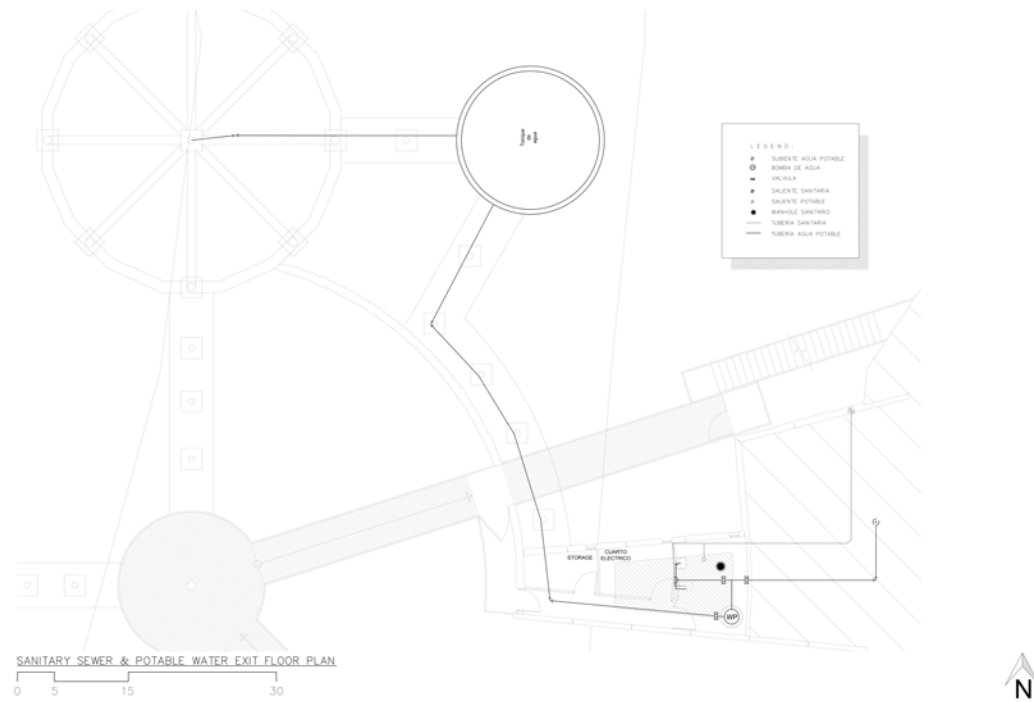 Tanque
de
agua
LEGEND:
SUBIENTE AGUA POTABLE
BOMBA DE AGUA
VALVULA
SALIENTE SANITARIA
SALIENTE POTABLE
MANHOLE SANITARIO
TUBERIA SANITARIA
TUBERIA AGUA POTABLE
STORAGE
CUARTO
ELECTRICO
WP
SANITARY SEWER & POTABLE WATER EXIT FLOOR PLAN
0 5 15 30
N